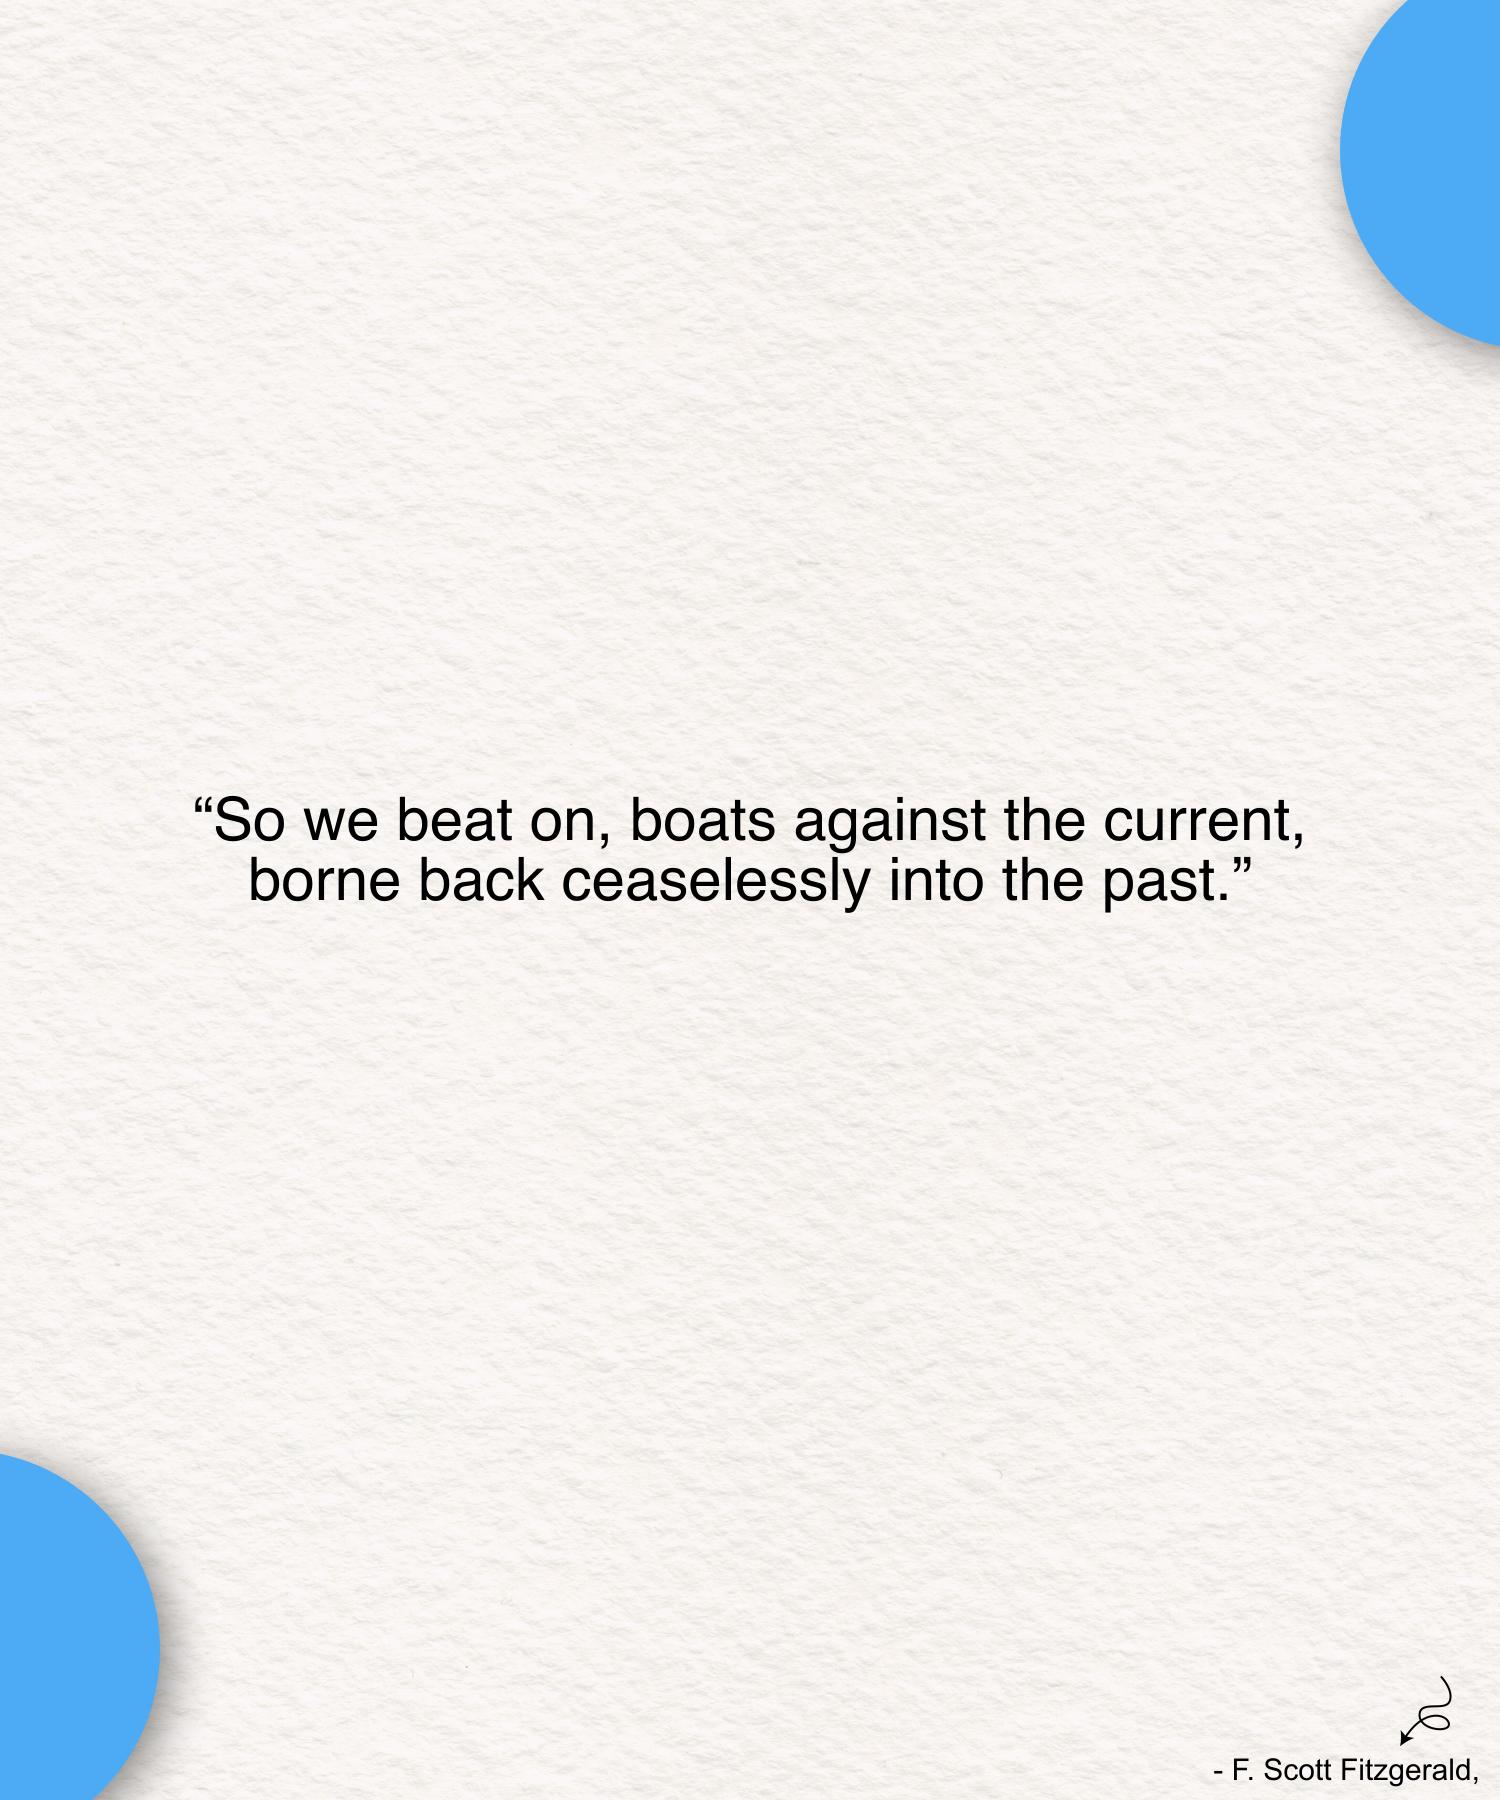 “So we beat on, boats against the current,
borne back ceaselessly into the past.”
- F. Scott Fitzgerald,